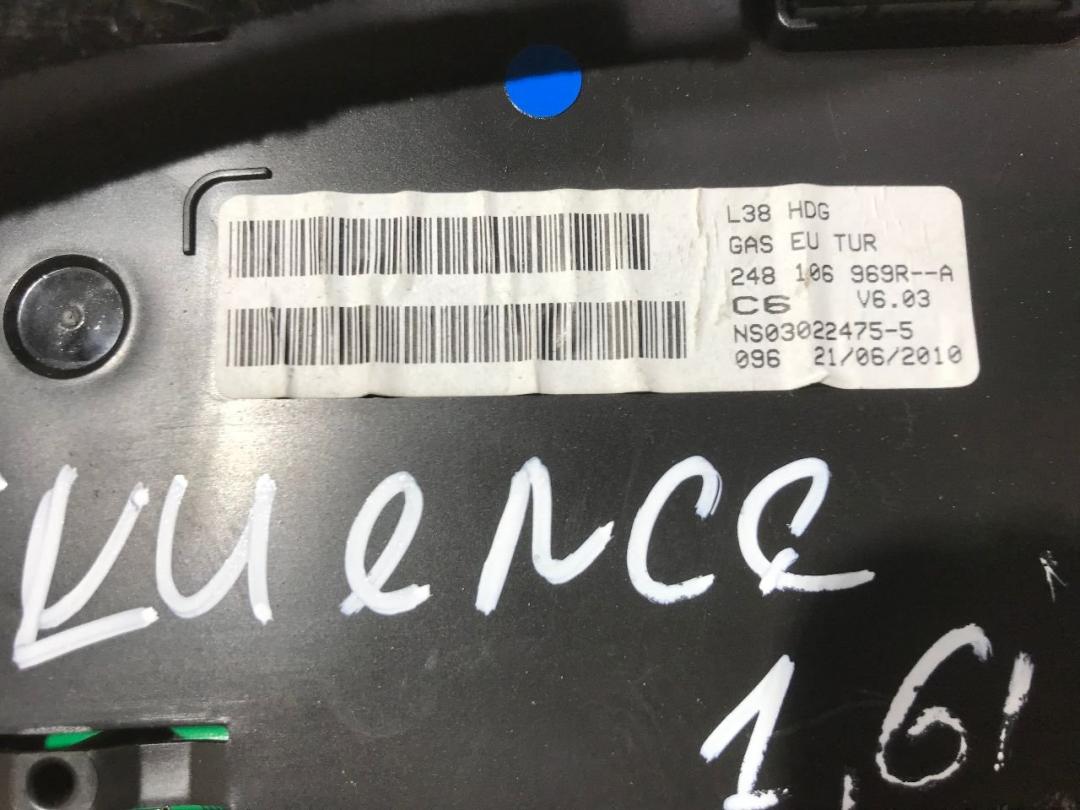 L38 HDG
GAS EU TUR
248 106 969R--A
C6 V6.03
NS03022475-5
096 21/06/2010
LUENCE
1,6i